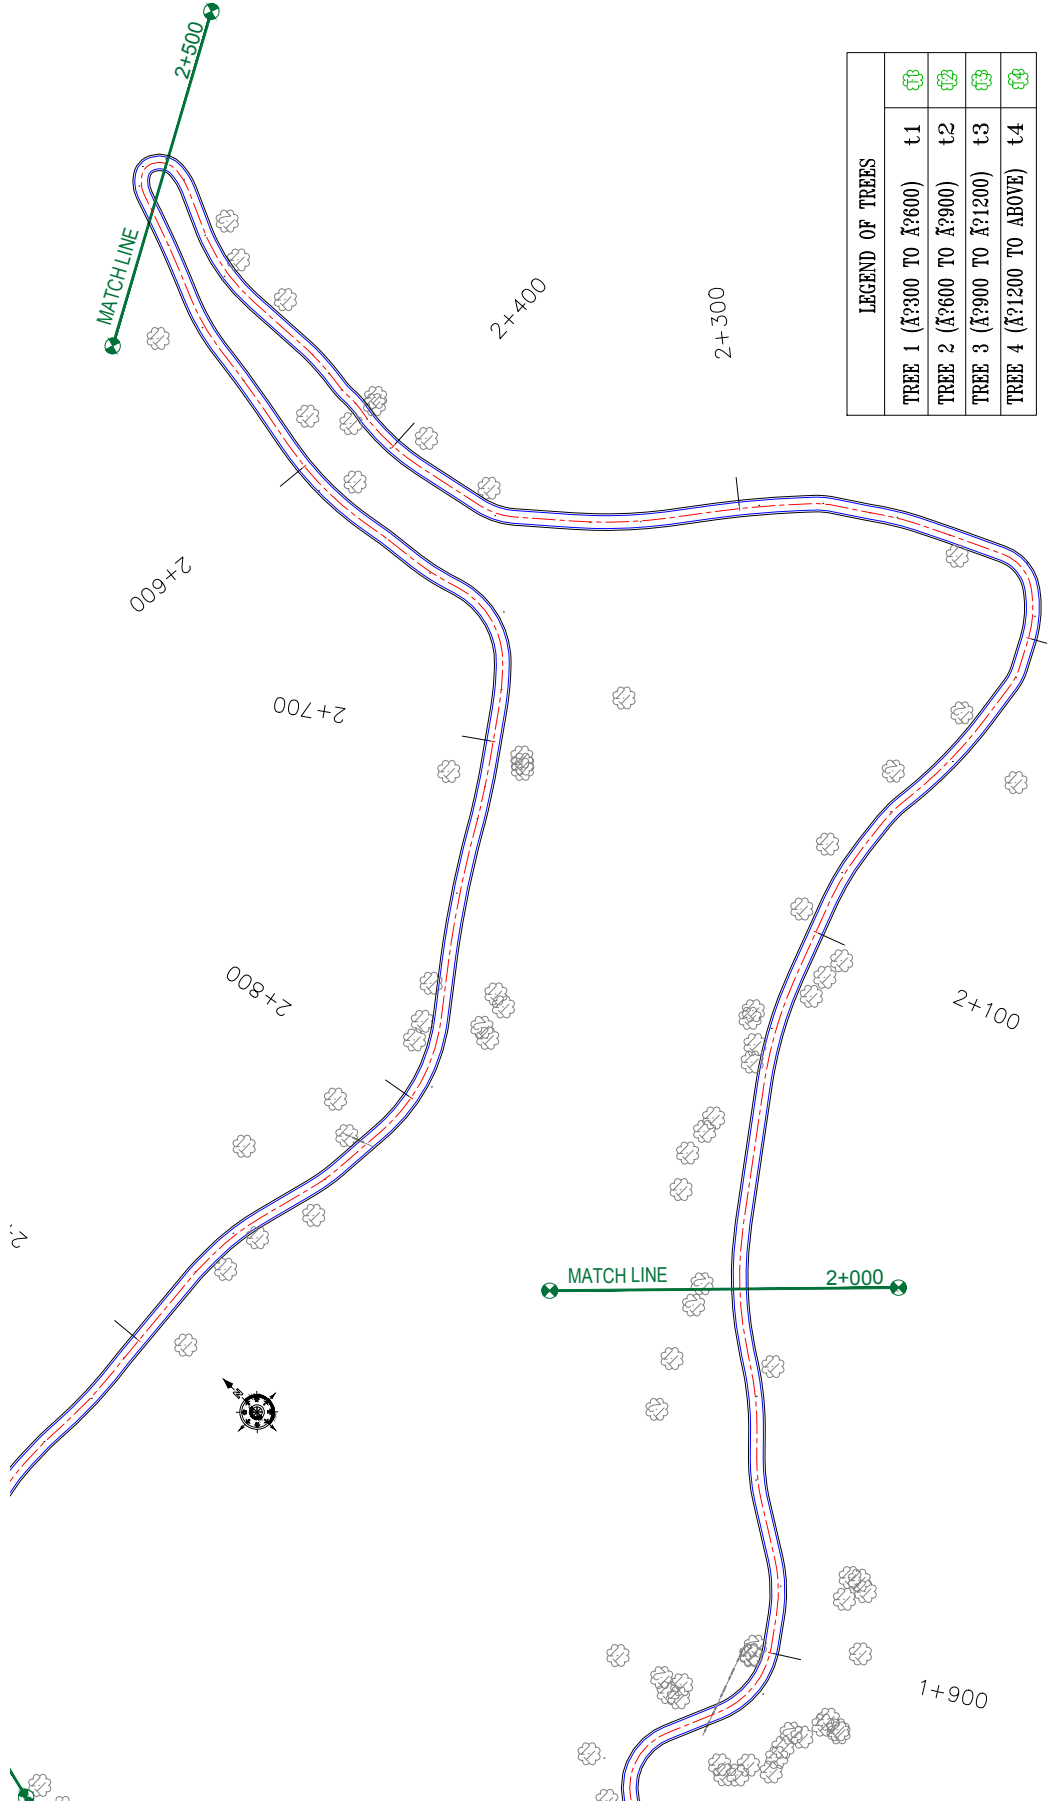 2+500
MATCH LINE
2+400
2+300
LEGEND OF TREES
TREE 1 (Ã?300 TO Ã?600) t1
TREE 2 (Ã?600 TO Ã?900) t2
TREE 3 (Ã?900 TO Ã?1200) t3
TREE 4 (Ã?1200 TO ABOVE) t4
2+600
2+700
2+800
2+100
MATCH LINE
2+000
N
1+900